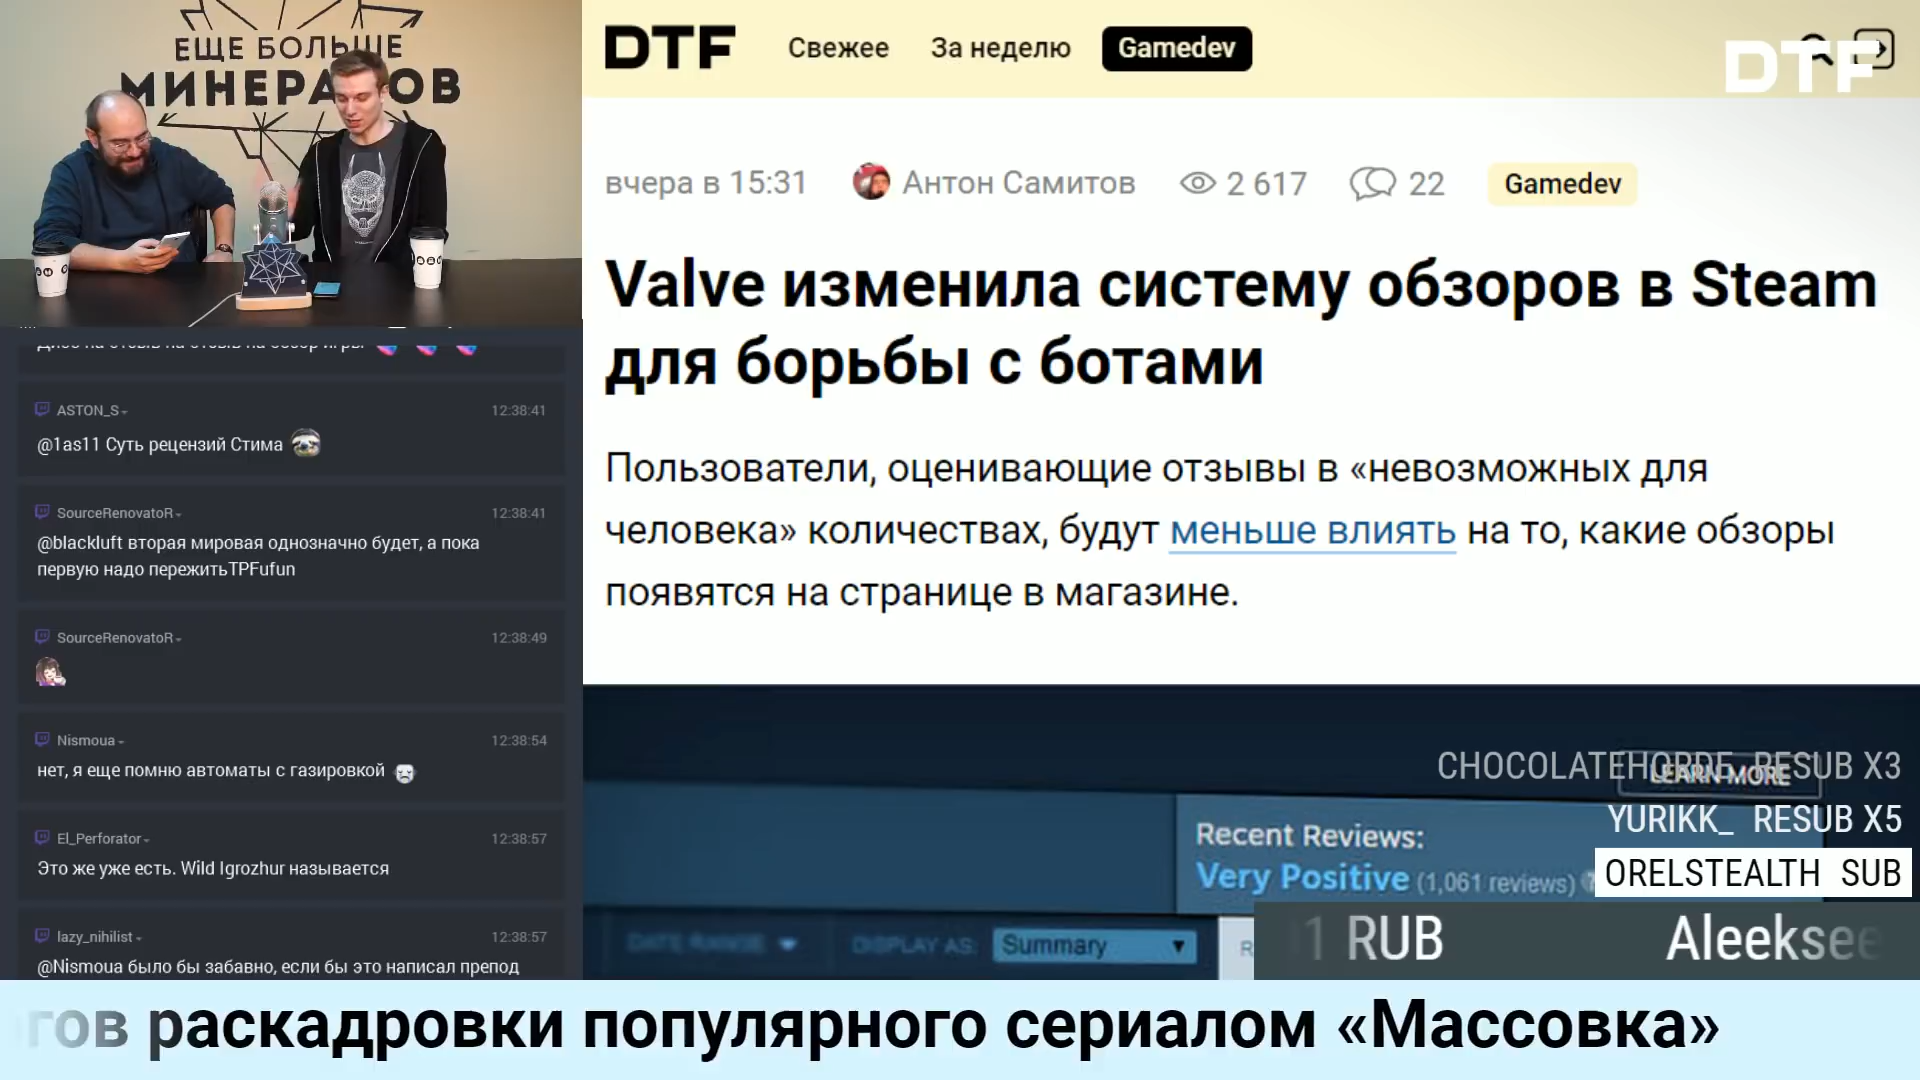 ЕЩЕ БОЛЬШЕ
DTF
Свежее
За неделю
Gamedev
DTF
вчера в 15:31
Антон Самитов
2 617
22
Gamedev
Valve изменила систему обзоров в Steam
для борьбы с ботами
Пользователи, оценивающие отзывы в «невозможных для
человека» количествах, будут меньше влиять на то, какие обзоры
появятся на странице в магазине.
ASTON_S
12:38:41
@1as11 Суть рецензий Стима
SourceRenovatoR
12:38:41
@blackluft вторая мировая однозначно будет, а пока
первую надо пережитьTPFufun
SourceRenovatoR
12:38:49
Nismoua
12:38:54
нет, я еще помню автоматы с газировкой
El_Perforator
12:38:57
Это же уже есть. Wild Igrozhur называется
lazy_nihilist
12:38:57
@Nismoua было бы забавно, если бы это написал препод
LEARN MORE
CHOCOLATEHORDE RESUB X3
YURIKK_ RESUB X5
ORELSTEALTH SUB
Recent Reviews:
Very Positive (1,061 reviews)
DATE RANGE
DISPLAY AS:
Summary
RUB
раскадровки популярного сериалом «Массовка»